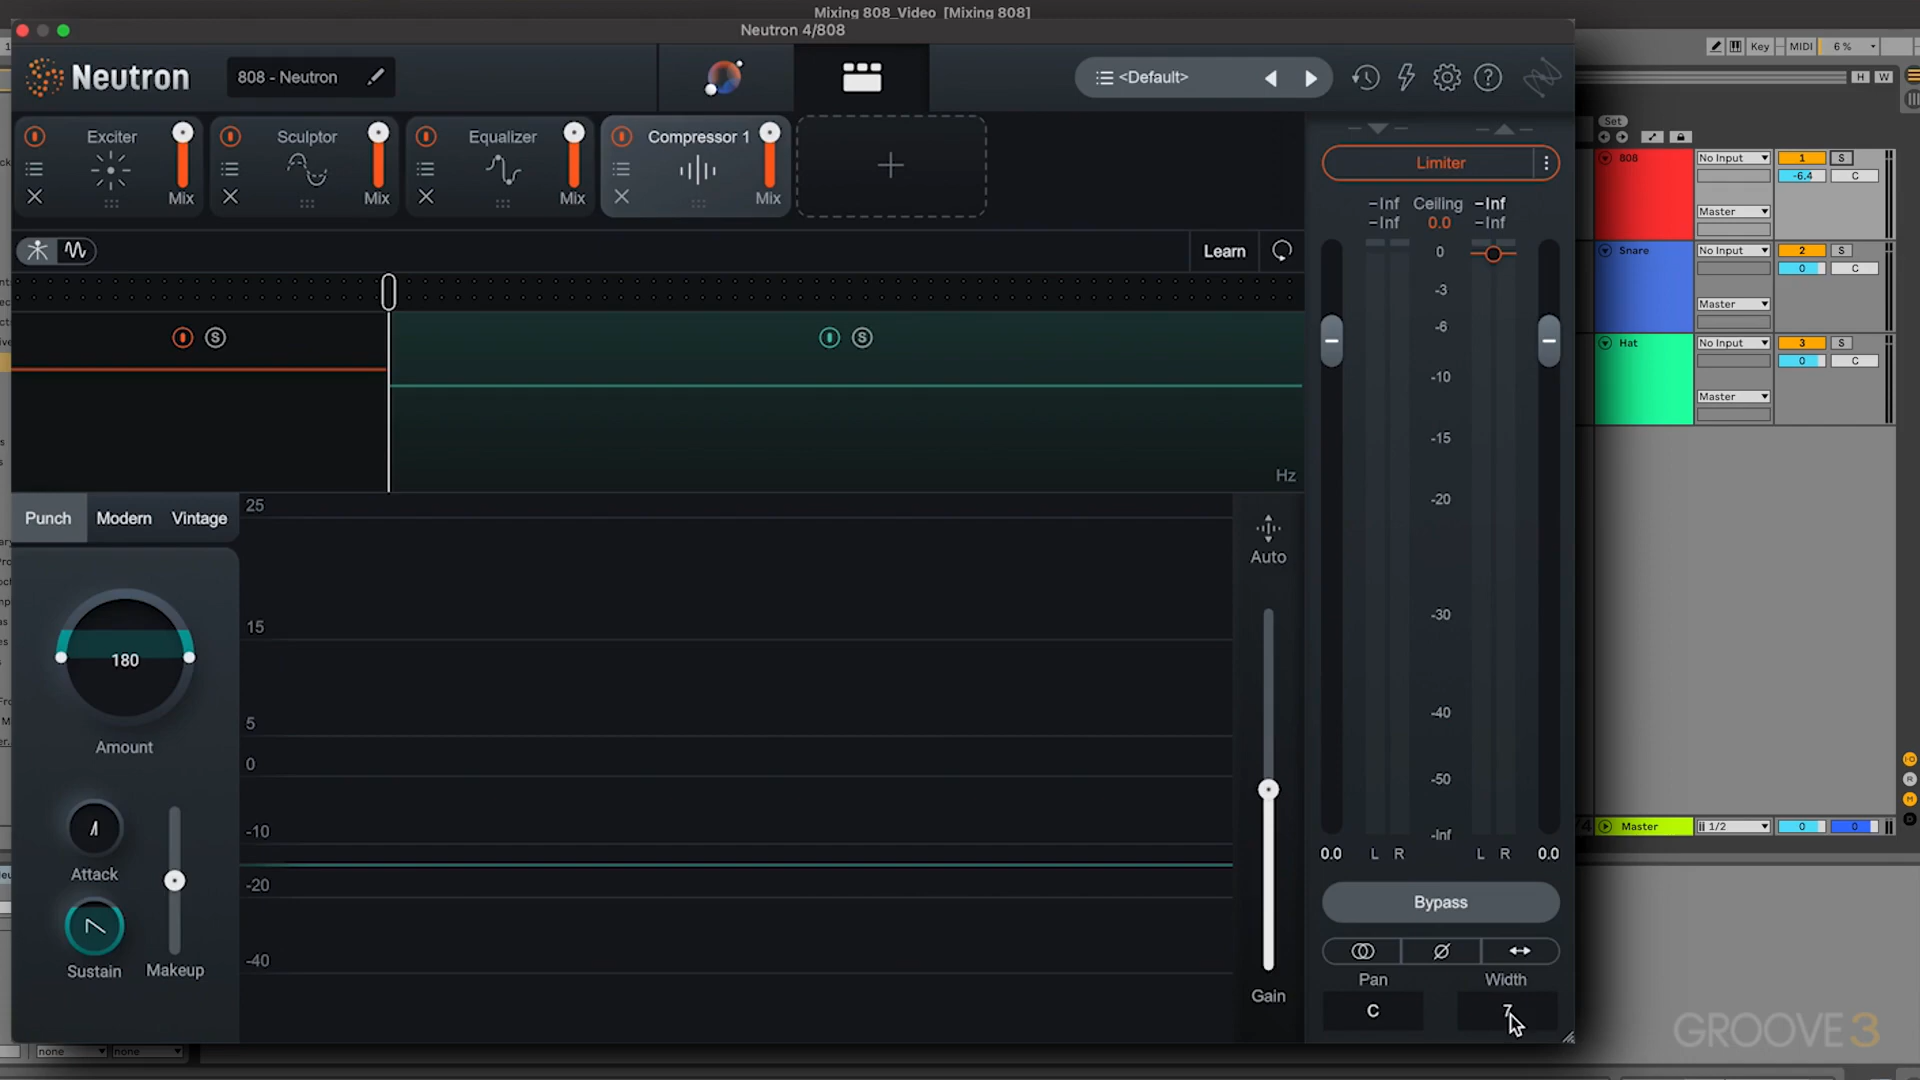 Mixing 808_Video [Mixing 808]
Neutron 4/808
Neutron
808 - Neutron
<Default>
Key
MIDI
6 %
H
W
Exciter
Mix
Sculptor
Mix
Equalizer
Mix
Compressor 1
Mix
Limiter
-Inf
Ceiling
-Inf
-Inf
0.0
-Inf
Learn
S
S
Hz
Punch
Modern
Vintage
180
Amount
Attack
Sustain
Makeup
25
15
5
0
-10
-20
-40
Auto
Gain
0
-3
-6
-10
-15
-20
-30
-40
-50
-Inf
0.0
L R
L R
0.0
Bypass
Pan
Width
C
7
Set
808
No Input
1
S
-6.4
C
Master
Snare
No Input
2
S
0
C
Master
Hat
No Input
3
S
0
C
Master
Master
1/2
0
0
none
none
GROOVE3